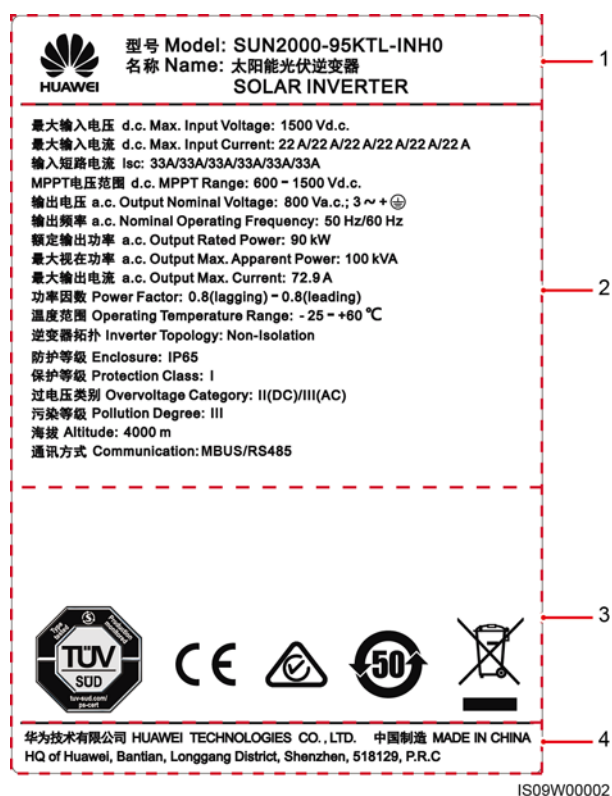 型号 Model: SUN2000-95KTL-INH0
名称 Name: 太阳能光伏逆变器
SOLAR INVERTER
HUAWEI
1
最大输入电压 d.c. Max. Input Voltage: 1500 Vd.c.
最大输入电流 d.c. Max. Input Current: 22 A/22 A/22 A/22 A/22 A/22 A
输入短路电流 Isc: 33A/33A/33A/33A/33A/33A
MPPT电压范围 d.c. MPPT Range: 600 - 1500 Vd.c.
输出电压 a.c. Output Nominal Voltage: 800 Va.c.; 3 ~ + ⏚
输出频率 a.c. Nominal Operating Frequency: 50 Hz/60 Hz
额定输出功率 a.c. Output Rated Power: 90 kW
最大视在功率 a.c. Output Max. Apparent Power: 100 kVA
最大输出电流 a.c. Output Max. Current: 72.9 A
功率因数 Power Factor: 0.8(lagging) - 0.8(leading)
温度范围 Operating Temperature Range: - 25 - +60 ℃
逆变器拓扑 Inverter Topology: Non-Isolation
防护等级 Enclosure: IP65
保护等级 Protection Class: I
过电压类别 Overvoltage Category: II(DC)/III(AC)
污染等级 Pollution Degree: III
海拔 Altitude: 4000 m
通讯方式 Communication: MBUS/RS485
2
Type tested
Production monitored
TÜV
SÜD
tuv-sud.com/
ps-cert
CE
50
3
华为技术有限公司 HUAWEI TECHNOLOGIES CO., LTD. 中国制造 MADE IN CHINA
HQ of Huawei, Bantian, Longgang District, Shenzhen, 518129, P.R.C
4
IS09W00002